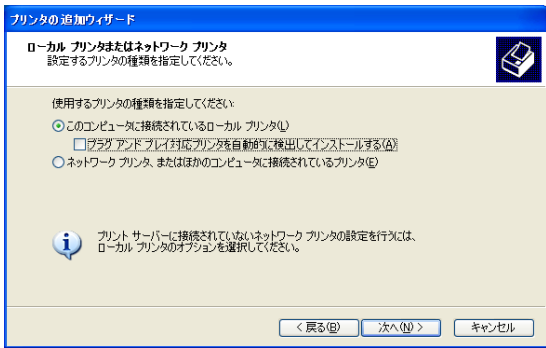 プリンタの追加ウィザード
ローカル プリンタまたはネットワーク プリンタ
設定するプリンタの種類を指定してください。
使用するプリンタの種類を指定してください:
このコンピュータに接続されているローカル プリンタ(L)
プラグ アンド プレイ対応プリンタを自動的に検出してインストールする(A)
ネットワーク プリンタ、またはほかのコンピュータに接続されているプリンタ(E)
プリント サーバーに接続されていないネットワーク プリンタの設定を行うには、
ローカル プリンタのオプションを選択してください。
< 戻る(B) 次へ(N) > キャンセル